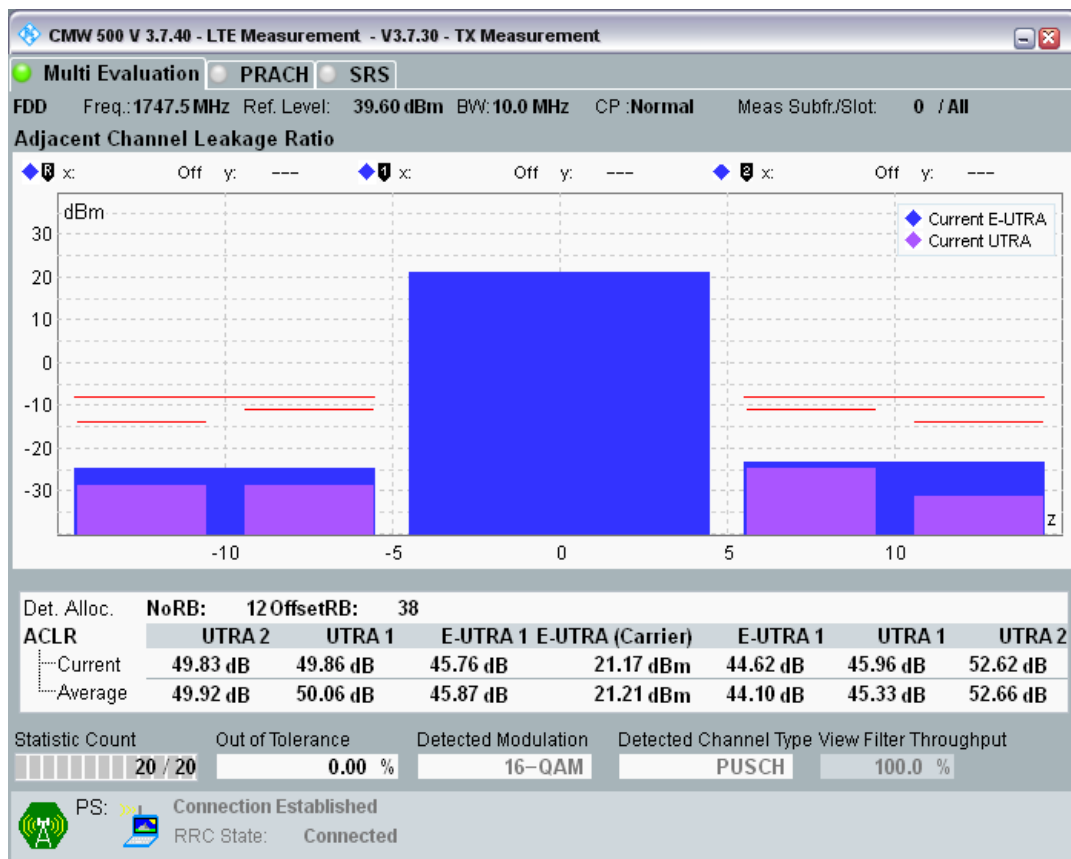 CMW 500 V 3.7.40 - LTE Measurement - V3.7.30 - TX Measurement
Multi Evaluation PRACH SRS
FDD Freq.: 1747.5 MHz Ref. Level: 39.60 dBm BW: 10.0 MHz CP :Normal Meas Subfr./Slot: 0 / All
Adjacent Channel Leakage Ratio
R x: Off y: --- 1 x: Off y: --- 2 x: Off y: ---
dBm
Current E-UTRA
Current UTRA
30
20
10
0
-10
-20
-30
z
-10 -5 0 5 10
Det. Alloc. NoRB: 12 OffsetRB: 38
ACLR UTRA 2 UTRA 1 E-UTRA 1 E-UTRA (Carrier) E-UTRA 1 UTRA 1 UTRA 2
Current 49.83 dB 49.86 dB 45.76 dB 21.17 dBm 44.62 dB 45.96 dB 52.62 dB
Average 49.92 dB 50.06 dB 45.87 dB 21.21 dBm 44.10 dB 45.33 dB 52.66 dB
Statistic Count Out of Tolerance Detected Modulation Detected Channel Type View Filter Throughput
20 / 20 0.00 % 16-QAM PUSCH 100.0 %
PS: Connection Established
RRC State: Connected